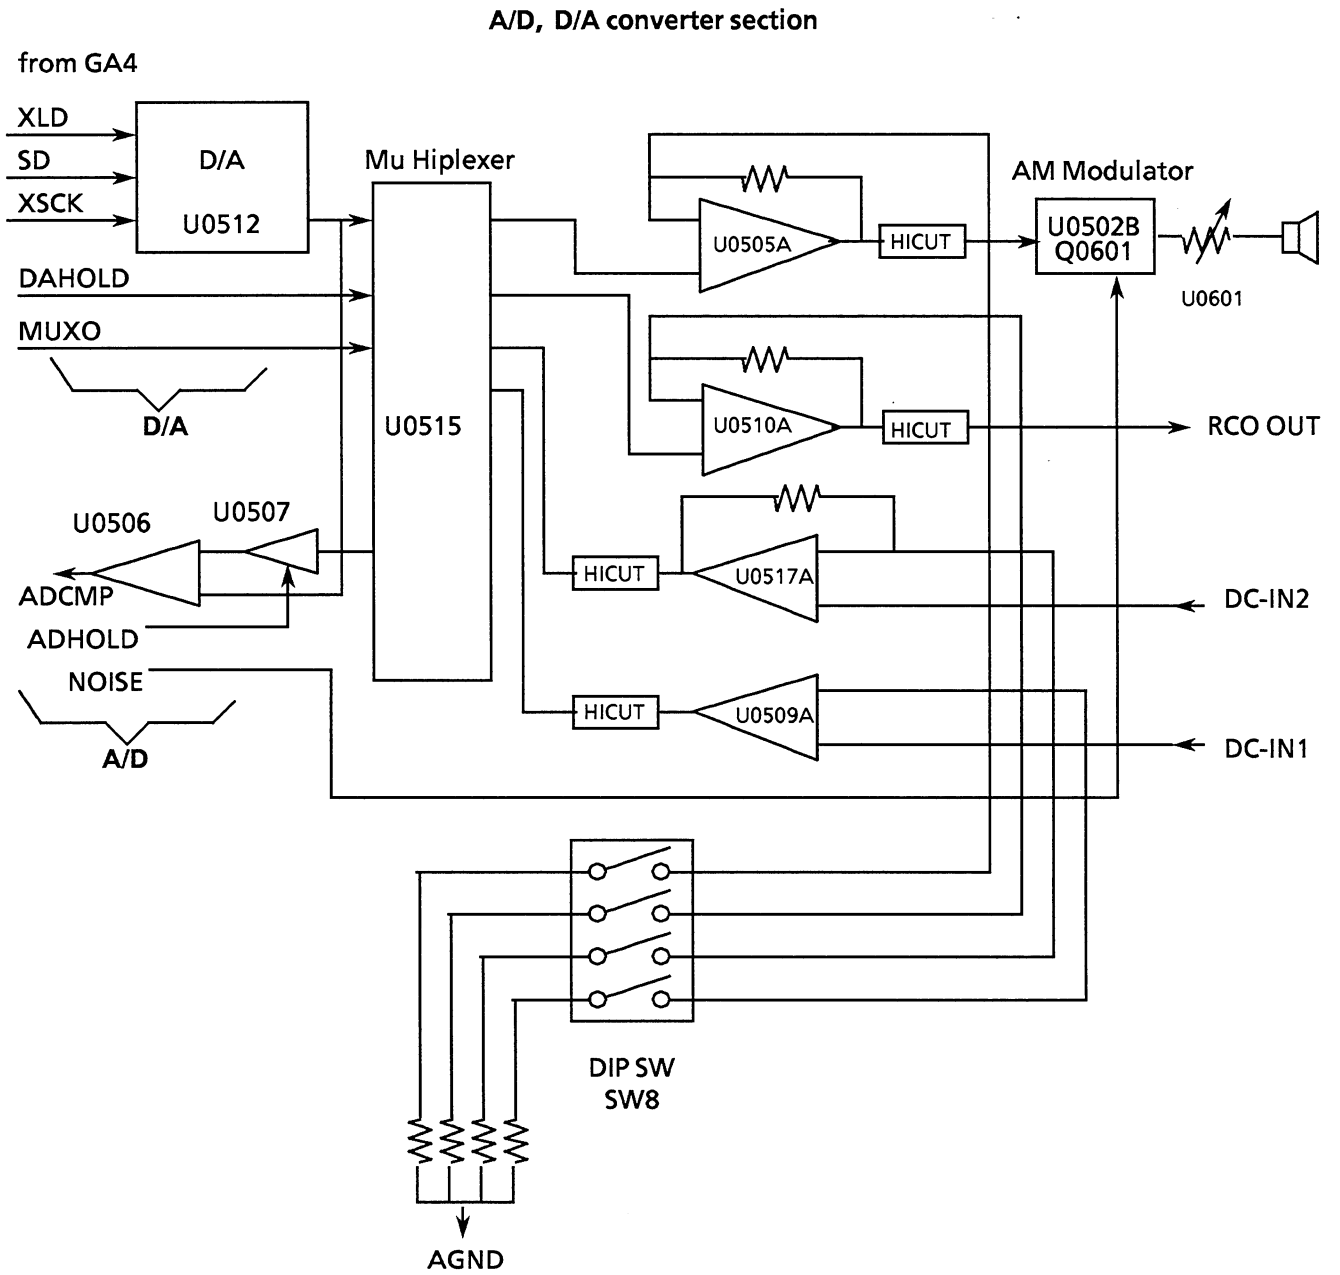 A/D, D/A converter section
from GA4
XLD
SD
XSCK
D/A
U0512
Mu Hiplexer
DAHOLD
MUXO
D/A
U0515
U0505A
HICUT
AM Modulator
U0502B
Q0601
U0601
U0510A
HICUT
RCO OUT
U0506
U0507
ADCMP
ADHOLD
NOISE
A/D
HICUT
U0517A
DC-IN2
HICUT
U0509A
DC-IN1
DIP SW
SW8
AGND